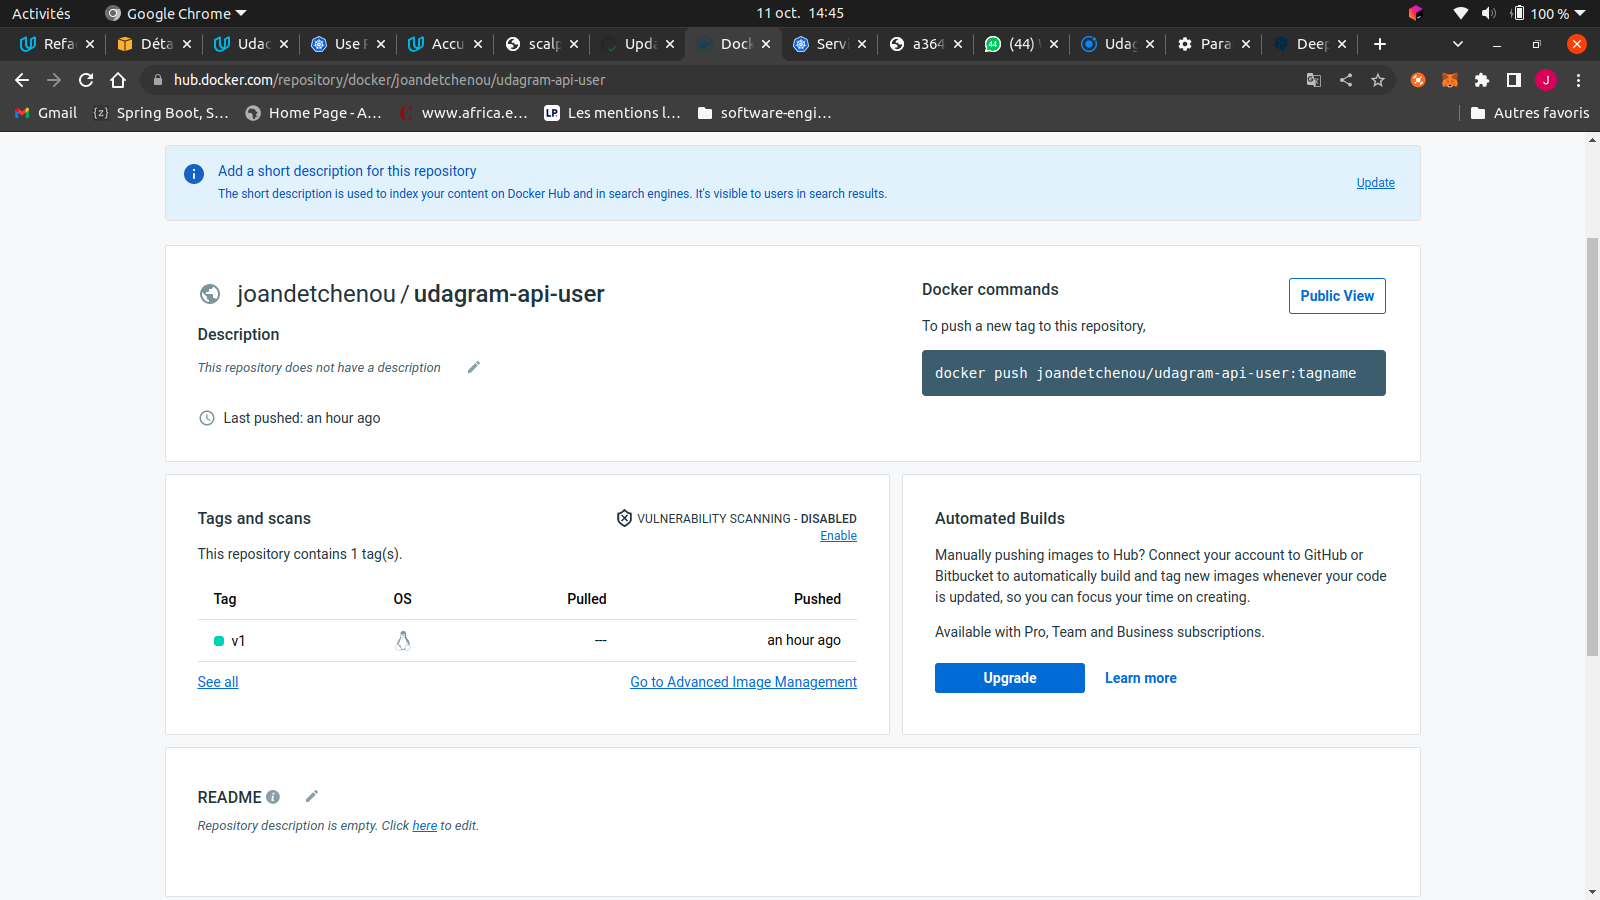 Activités
Google Chrome
11 oct. 14:45
100 %
Refa
Déta
Udac
Use
Accu
scalp
Upda
Dock
Servi
a364
(44)
Udag
Para
Deep
hub.docker.com/repository/docker/joandetchenou/udagram-api-user
J
Gmail
Spring Boot, S...
Home Page - A...
www.africa.e...
LP
Les mentions l...
software-engi...
Autres favoris
Add a short description for this repository
The short description is used to index your content on Docker Hub and in search engines. It's visible to users in search results.
Update
joandetchenou / udagram-api-user
Description
This repository does not have a description
Last pushed: an hour ago
Docker commands
Public View
To push a new tag to this repository,
docker push joandetchenou/udagram-api-user:tagname
Tags and scans
VULNERABILITY SCANNING - DISABLED
Enable
This repository contains 1 tag(s).
Tag OS Pulled Pushed
v1 --- an hour ago
See all
Go to Advanced Image Management
Automated Builds
Manually pushing images to Hub? Connect your account to GitHub or
Bitbucket to automatically build and tag new images whenever your code
is updated, so you can focus your time on creating.
Available with Pro, Team and Business subscriptions.
Upgrade
Learn more
README
Repository description is empty. Click here to edit.